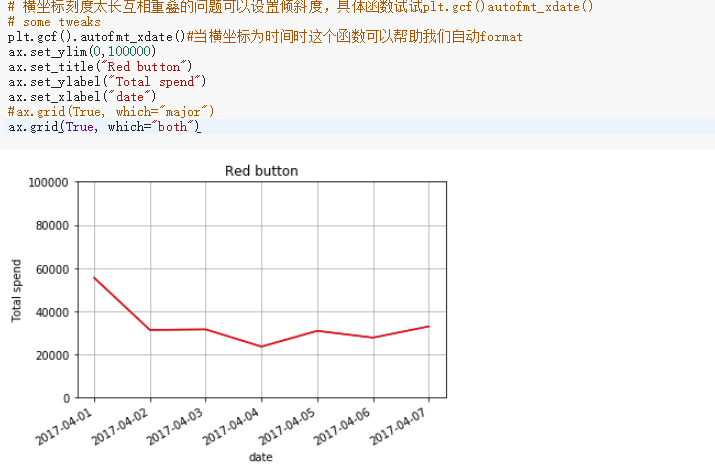 # 横坐标刻度太长互相重叠的问题可以设置倾斜度，具体函数试试plt.gcf()autofmt_xdate()
# some tweaks
plt.gcf().autofmt_xdate()#当横坐标为时间时这个函数可以帮助我们自动format
ax.set_ylim(0,100000)
ax.set_title("Red button")
ax.set_ylabel("Total spend")
ax.set_xlabel("date")
#ax.grid(True, which="major")
ax.grid(True, which="both")
Red button
100000
80000
60000
40000
20000
0
Total spend
2017-04-01
2017-04-02
2017-04-03
2017-04-04
2017-04-05
2017-04-06
2017-04-07
date